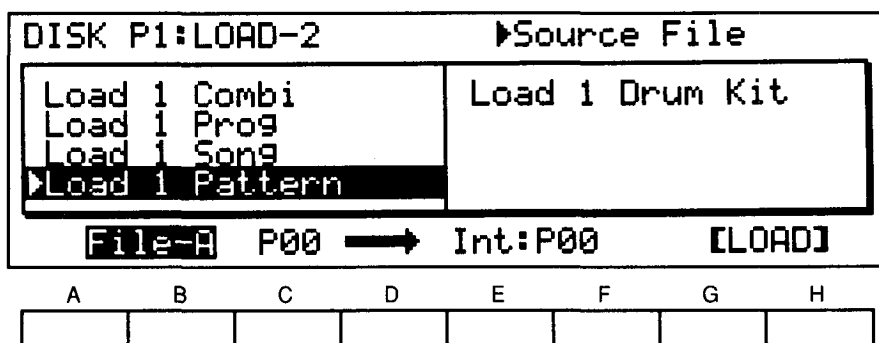 DISK P1:LOAD-2 ▶Source File
Load 1 Combi
Load 1 Prog
Load 1 Song
▶Load 1 Pattern
Load 1 Drum Kit
File-A P00 → Int:P00 [LOAD]
A B C D E F G H